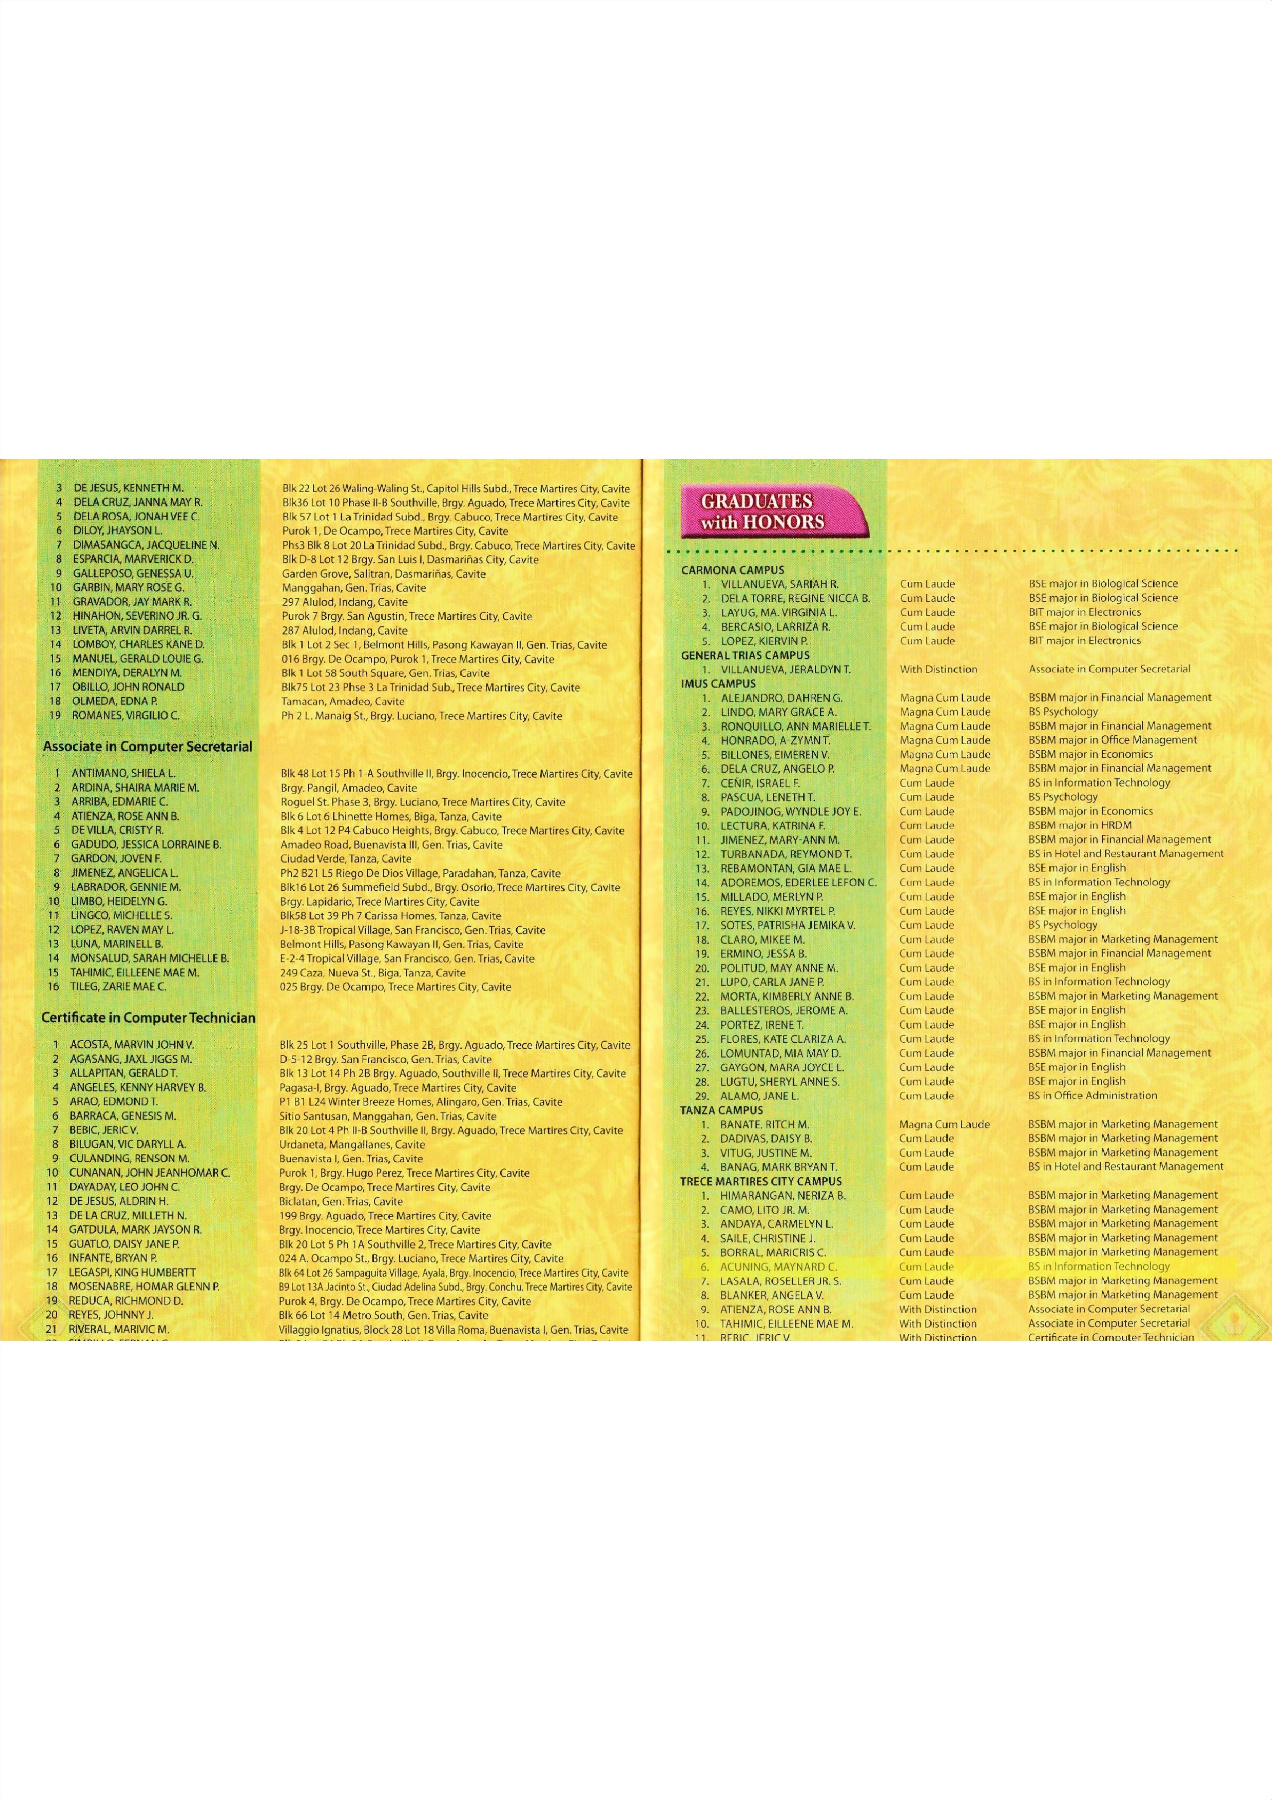 3 DE JESUS, KENNETH M. Blk 22 Lot 26 Waling-Waling St., Capitol Hills Subd., Trece Martires City, Cavite
4 DELA CRUZ, JANNA MAY R. Blk36 Lot 10 Phase II-B Southville, Brgy. Aguado, Trece Martires City, Cavite
5 DELA ROSA, JONAH VEE C. Blk 57 Lot 1 La Trinidad Subd., Brgy. Cabuco, Trece Martires City, Cavite
6 DILOY, JHAYSON L. Purok 1, De Ocampo, Trece Martires City, Cavite
7 DIMASANGCA, JACQUELINE N. Phs3 Blk 8 Lot 20 La Trinidad Subd., Brgy. Cabuco, Trece Martires City, Cavite
8 ESPARCIA, MARVERICK D. Blk D-8 Lot 12 Brgy. San Luis I, Dasmariñas City, Cavite
9 GALLEPOSO, GENESSA U. Garden Grove, Salitran, Dasmariñas, Cavite
10 GARBIN, MARY ROSE G. Manggahan, Gen. Trias, Cavite
11 GRAVADOR, JAY MARK R. 297 Alulod, Indang, Cavite
12 HINAHON, SEVERINO JR. G. Purok 7 Brgy. San Agustin, Trece Martires City, Cavite
13 LIVETA, ARVIN DARREL R. 287 Alulod, Indang, Cavite
14 LOMBOY, CHARLES KANE D. Blk 1 Lot 2 Sec 1, Belmont Hills, Pasong Kawayan II, Gen. Trias, Cavite
15 MANUEL, GERALD LOUIE G. 016 Brgy. De Ocampo, Purok 1, Trece Martires City, Cavite
16 MENDIYA, DERALYN M. Blk 1 Lot 58 South Square, Gen. Trias, Cavite
17 OBILLO, JOHN RONALD Blk75 Lot 23 Phse 3 La Trinidad Sub., Trece Martires City, Cavite
18 OLMEDA, EDNA P. Tamacan, Amadeo, Cavite
19 ROMANES, VIRGILIO C. Ph 2 L. Manaig St., Brgy. Luciano, Trece Martires City, Cavite
Associate in Computer Secretarial
1 ANTIMANO, SHIELA L. Blk 48 Lot 15 Ph 1-A Southville II, Brgy. Inocencio, Trece Martires City, Cavite
2 ARDINA, SHAIRA MARIE M. Brgy. Pangil, Amadeo, Cavite
3 ARRIBA, EDMARIE C. Roguel St. Phase 3, Brgy. Luciano, Trece Martires City, Cavite
4 ATIENZA, ROSE ANN B. Blk 6 Lot 6 Lhinette Homes, Biga, Tanza, Cavite
5 DE VILLA, CRISTY R. Blk 4 Lot 12 P4 Cabuco Heights, Brgy. Cabuco, Trece Martires City, Cavite
6 GADUDO, JESSICA LORRAINE B. Amadeo Road, Buenavista III, Gen. Trias, Cavite
7 GARDON, JOVEN F. Ciudad Verde, Tanza, Cavite
8 JIMENEZ, ANGELICA L. Ph2 B21 L5 Riego De Dios Village, Paradahan, Tanza, Cavite
9 LABRADOR, GENNIE M. Blk16 Lot 26 Summefield Subd., Brgy. Osorio, Trece Martires City, Cavite
10 LIMBO, HEIDELYN G. Brgy. Lapidario, Trece Martires City, Cavite
11 LINGCO, MICHELLE S. Blk58 Lot 39 Ph 7 Carissa Homes, Tanza, Cavite
12 LOPEZ, RAVEN MAY L. J-18-3B Tropical Village, San Francisco, Gen. Trias, Cavite
13 LUNA, MARINELL B. Belmont Hills, Pasong Kawayan II, Gen. Trias, Cavite
14 MONSALUD, SARAH MICHELLE B. E-2-4 Tropical Village, San Francisco, Gen. Trias, Cavite
15 TAHIMIC, EILLEENE MAE M. 249 Caza, Nueva St., Biga, Tanza, Cavite
16 TILEG, ZARIE MAE C. 025 Brgy. De Ocampo, Trece Martires City, Cavite
Certificate in Computer Technician
1 ACOSTA, MARVIN JOHN V. Blk 25 Lot 1 Southville, Phase 2B, Brgy. Aguado, Trece Martires City, Cavite
2 AGASANG, JAXL JIGGS M. D-5-12 Brgy. San Francisco, Gen. Trias, Cavite
3 ALLAPITAN, GERALD T. Blk 13 Lot 14 Ph 2B Brgy. Aguado, Southville II, Trece Martires City, Cavite
4 ANGELES, KENNY HARVEY B. Pagasa-I, Brgy. Aguado, Trece Martires City, Cavite
5 ARAO, EDMOND T. P1 B1 L24 Winter Breeze Homes, Alingaro, Gen. Trias, Cavite
6 BARRACA, GENESIS M. Sitio Santusan, Manggahan, Gen. Trias, Cavite
7 BEBIC, JERIC V. Blk 20 Lot 4 Ph II-B Southville II, Brgy. Aguado, Trece Martires City, Cavite
8 BILUGAN, VIC DARYLL A. Urdaneta, Mangallanes, Cavite
9 CULANDING, RENSON M. Buenavista I, Gen. Trias, Cavite
10 CUNANAN, JOHN JEANHOMAR C. Purok 1, Brgy. Hugo Perez, Trece Martires City, Cavite
11 DAYADAY, LEO JOHN C. Brgy. De Ocampo, Trece Martires City, Cavite
12 DE JESUS, ALDRIN H. Biclatan, Gen. Trias, Cavite
13 DE LA CRUZ, MILLETH N. 199 Brgy. Aguado, Trece Martires City, Cavite
14 GATDULA, MARK JAYSON R. Brgy. Inocencio, Trece Martires City, Cavite
15 GUATLO, DAISY JANE P. Blk 20 Lot 5 Ph 1A Southville 2, Trece Martires City, Cavite
16 INFANTE, BRYAN P. 024 A. Ocampo St., Brgy. Luciano, Trece Martires City, Cavite
17 LEGASPI, KING HUMBERTT Blk 64 Lot 26 Sampaguita Village, Ayala, Brgy. Inocencio, Trece Martires City, Cavite
18 MOSENABRE, HOMAR GLENN P. B9 Lot 13A Jacinto St., Ciudad Adelina Subd., Brgy. Conchu, Trece Martires City, Cavite
19 REDUCA, RICHMOND D. Purok 4, Brgy. De Ocampo, Trece Martires City, Cavite
20 REYES, JOHNNY J. Blk 66 Lot 14 Metro South, Gen. Trias, Cavite
21 RIVERAL, MARIVIC M. Villaggio Ignatius, Block 28 Lot 18 Villa Roma, Buenavista I, Gen. Trias, Cavite
GRADUATES
with HONORS
CARMONA CAMPUS
1. VILLANUEVA, SARIAH R. Cum Laude BSE major in Biological Science
2. DELA TORRE, REGINE NICCA B. Cum Laude BSE major in Biological Science
3. LAYUG, MA. VIRGINIA L. Cum Laude BIT major in Electronics
4. BERCASIO, LARRIZA R. Cum Laude BSE major in Biological Science
5. LOPEZ, KIERVIN P. Cum Laude BIT major in Electronics
GENERAL TRIAS CAMPUS
1. VILLANUEVA, JERALDYN T. With Distinction Associate in Computer Secretarial
IMUS CAMPUS
1. ALEJANDRO, DAHREN G. Magna Cum Laude BSBM major in Financial Management
2. LINDO, MARY GRACE A. Magna Cum Laude BS Psychology
3. RONQUILLO, ANN MARIELLE T. Magna Cum Laude BSBM major in Financial Management
4. HONRADO, A-ZYMN T. Magna Cum Laude BSBM major in Office Management
5. BILLONES, EIMEREN V. Magna Cum Laude BSBM major in Economics
6. DELA CRUZ, ANGELO P. Magna Cum Laude BSBM major in Financial Management
7. CENIR, ISRAEL F. Cum Laude BS in Information Technology
8. PASCUA, LENETH T. Cum Laude BS Psychology
9. PADOJINOG, WYNDLE JOY E. Cum Laude BSBM major in Economics
10. LECTURA, KATRINA F. Cum Laude BSBM major in HRDM
11. JIMENEZ, MARY-ANN M. Cum Laude BSBM major in Financial Management
12. TURBANADA, REYMOND T. Cum Laude BS in Hotel and Restaurant Management
13. REBAMONTAN, GIA MAE L. Cum Laude BSE major in English
14. ADOREMOS, EDERLEE LEFON C. Cum Laude BS in Information Technology
15. MILLADO, MERLYN P. Cum Laude BSE major in English
16. REYES, NIKKI MYRTEL P. Cum Laude BSE major in English
17. SOTES, PATRISHA JEMIKA V. Cum Laude BS Psychology
18. CLARO, MIKEE M. Cum Laude BSBM major in Marketing Management
19. ERMINO, JESSA B. Cum Laude BSBM major in Financial Management
20. POLITUD, MAY ANNE M. Cum Laude BSE major in English
21. LUPO, CARLA JANE P. Cum Laude BS in Information Technology
22. MORTA, KIMBERLY ANNE B. Cum Laude BSBM major in Marketing Management
23. BALLESTEROS, JEROME A. Cum Laude BSE major in English
24. PORTEZ, IRENE T. Cum Laude BSE major in English
25. FLORES, KATE CLARIZA A. Cum Laude BS in Information Technology
26. LOMUNTAD, MIA MAY D. Cum Laude BSBM major in Financial Management
27. GAYGON, MARA JOYCE L. Cum Laude BSE major in English
28. LUGTU, SHERYL ANNE S. Cum Laude BSE major in English
29. ALAMO, JANE L. Cum Laude BS in Office Administration
TANZA CAMPUS
1. BANATE, RITCH M. Magna Cum Laude BSBM major in Marketing Management
2. DADIVAS, DAISY B. Cum Laude BSBM major in Marketing Management
3. VITUG, JUSTINE M. Cum Laude BSBM major in Marketing Management
4. BANAG, MARK BRYAN T. Cum Laude BS in Hotel and Restaurant Management
TRECE MARTIRES CITY CAMPUS
1. HIMARANGAN, NERIZA B. Cum Laude BSBM major in Marketing Management
2. CAMO, LITO JR. M. Cum Laude BSBM major in Marketing Management
3. ANDAYA, CARMELYN L. Cum Laude BSBM major in Marketing Management
4. SAILE, CHRISTINE J. Cum Laude BSBM major in Marketing Management
5. BORRAL, MARICRIS C. Cum Laude BSBM major in Marketing Management
6. ACUNING, MAYNARD C. Cum Laude BS in Information Technology
7. LASALA, ROSELLER JR. S. Cum Laude BSBM major in Marketing Management
8. BLANKER, ANGELA V. Cum Laude BSBM major in Marketing Management
9. ATIENZA, ROSE ANN B. With Distinction Associate in Computer Secretarial
10. TAHIMIC, EILLEENE MAE M. With Distinction Associate in Computer Secretarial
11. BEBIC, JERIC V. With Distinction Certificate in Computer Technician